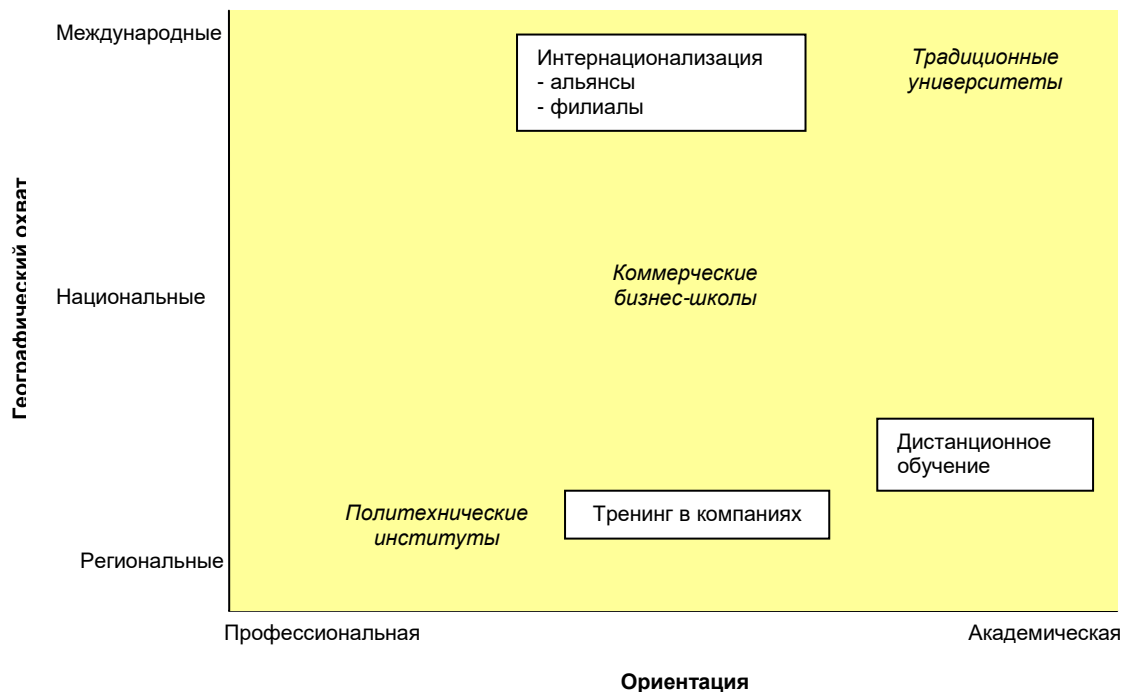 Международные
Интернационализация
- альянсы
- филиалы
Традиционные
университеты
Географический охват
Национальные
Коммерческие
бизнес-школы
Дистанционное
обучение
Политехнические
институты
Тренинг в компаниях
Региональные
Профессиональная
Академическая
Ориентация